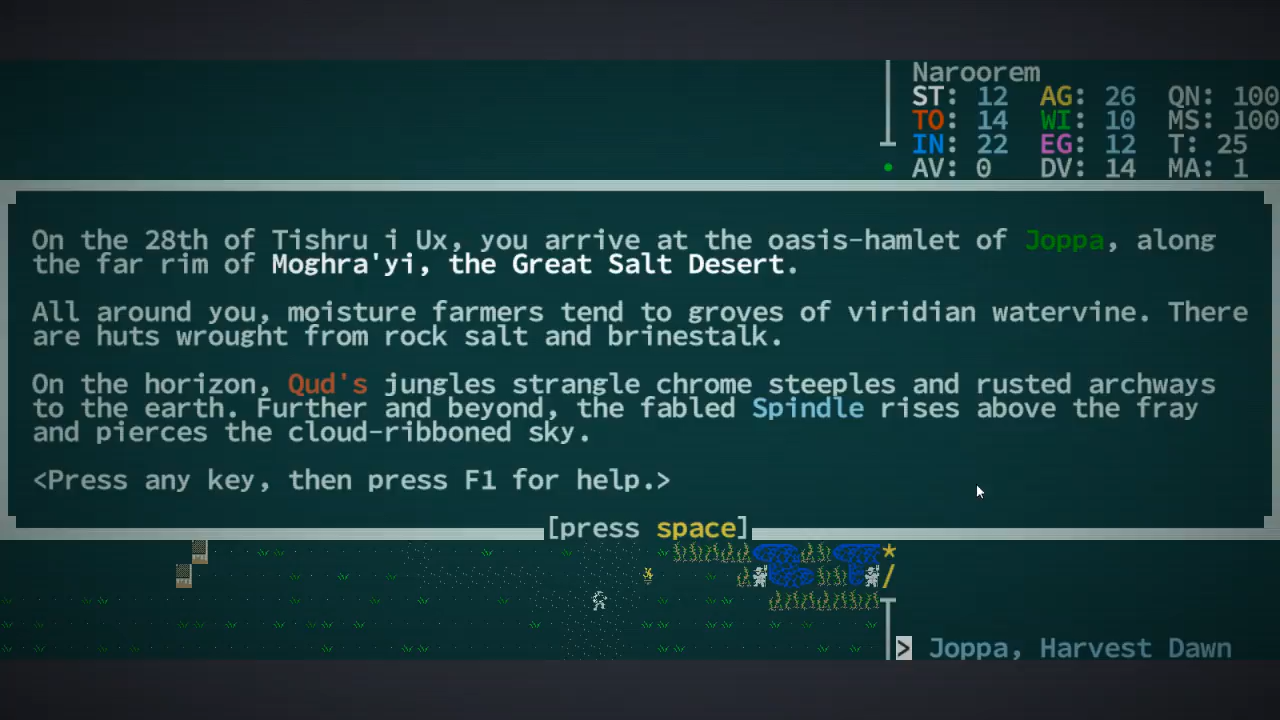 Naroorem
ST: 12 AG: 26 QN: 100
TO: 14 WI: 10 MS: 100
IN: 22 EG: 12 T: 25
AV: 0 DV: 14 MA: 1
On the 28th of Tishru i Ux, you arrive at the oasis-hamlet of Joppa, along
the far rim of Moghra'yi, the Great Salt Desert.
All around you, moisture farmers tend to groves of viridian watervine. There
are huts wrought from rock salt and brinestalk.
On the horizon, Qud's jungles strangle chrome steeples and rusted archways
to the earth. Further and beyond, the fabled Spindle rises above the fray
and pierces the cloud-ribboned sky.
<Press any key, then press F1 for help.>
[press space]
> Joppa, Harvest Dawn